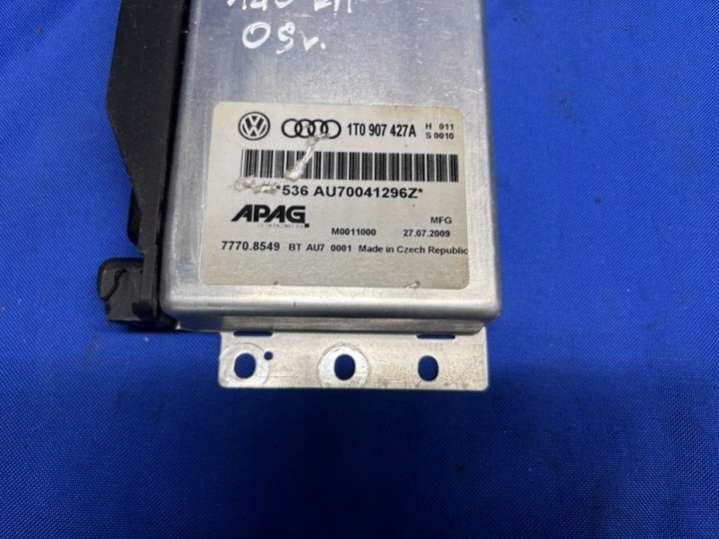 09r.
1T0 907 427A H 011
S 0010
*536 AU70041296Z*
APAG
M0011000
MFG
27.07.2009
7770.8549 BT AU7 0001 Made in Czech Republic